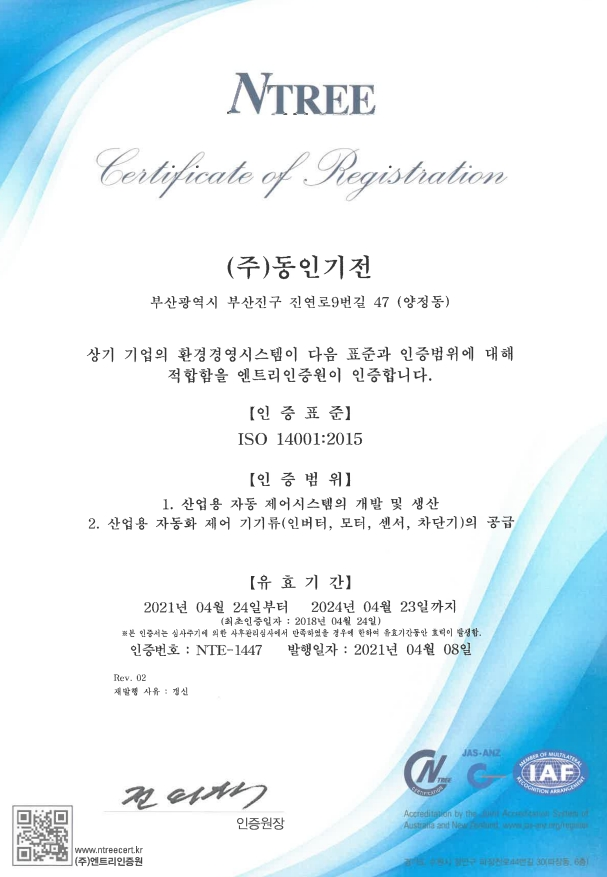 NTREE
Certificate of Registration
(주)동인기전
부산광역시 부산진구 진연로9번길 47 (양정동)
상기 기업의 환경경영시스템이 다음 표준과 인증범위에 대해
적합함을 엔트리인증원이 인증합니다.
【인 증 표 준】
ISO 14001:2015
【인 증 범 위】
1. 산업용 자동 제어시스템의 개발 및 생산
2. 산업용 자동화 제어 기기류(인버터, 모터, 센서, 차단기)의 공급
【유 효 기 간】
2021년 04월 24일부터 2024년 04월 23일까지
(최초인증일자 : 2018년 04월 24일)
※본 인증서는 심사주기에 의한 사후관리심사에서 만족하였을 경우에 한하여 유효기간동안 효력이 발생함.
인증번호 : NTE-1447 발행일자 : 2021년 04월 08일
Rev. 02
재발행 사유 : 갱신
인증원장
www.ntreecert.kr
(주)엔트리인증원
N TREE
JAS-ANZ
MEMBER OF MULTILATERAL
IAF
RECOGNITION ARRANGEMENT
Accreditation by the Joint Accreditation System of
Australia and New Zealand www.jas-anz.org/register